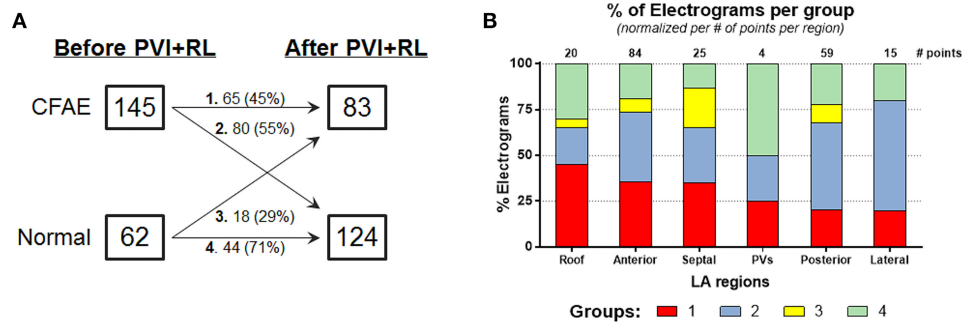 A
Before PVI+RL After PVI+RL
CFAE 145 1. 65 (45%) 83
2. 80 (55%)
3. 18 (29%)
Normal 62 4. 44 (71%) 124
B
% of Electrograms per group
(normalized per # of points per region)
20 84 25 4 59 15 # points
100
75
50
25
0
% Electrograms
Roof Anterior Septal PVs Posterior Lateral
LA regions
Groups: 1 2 3 4